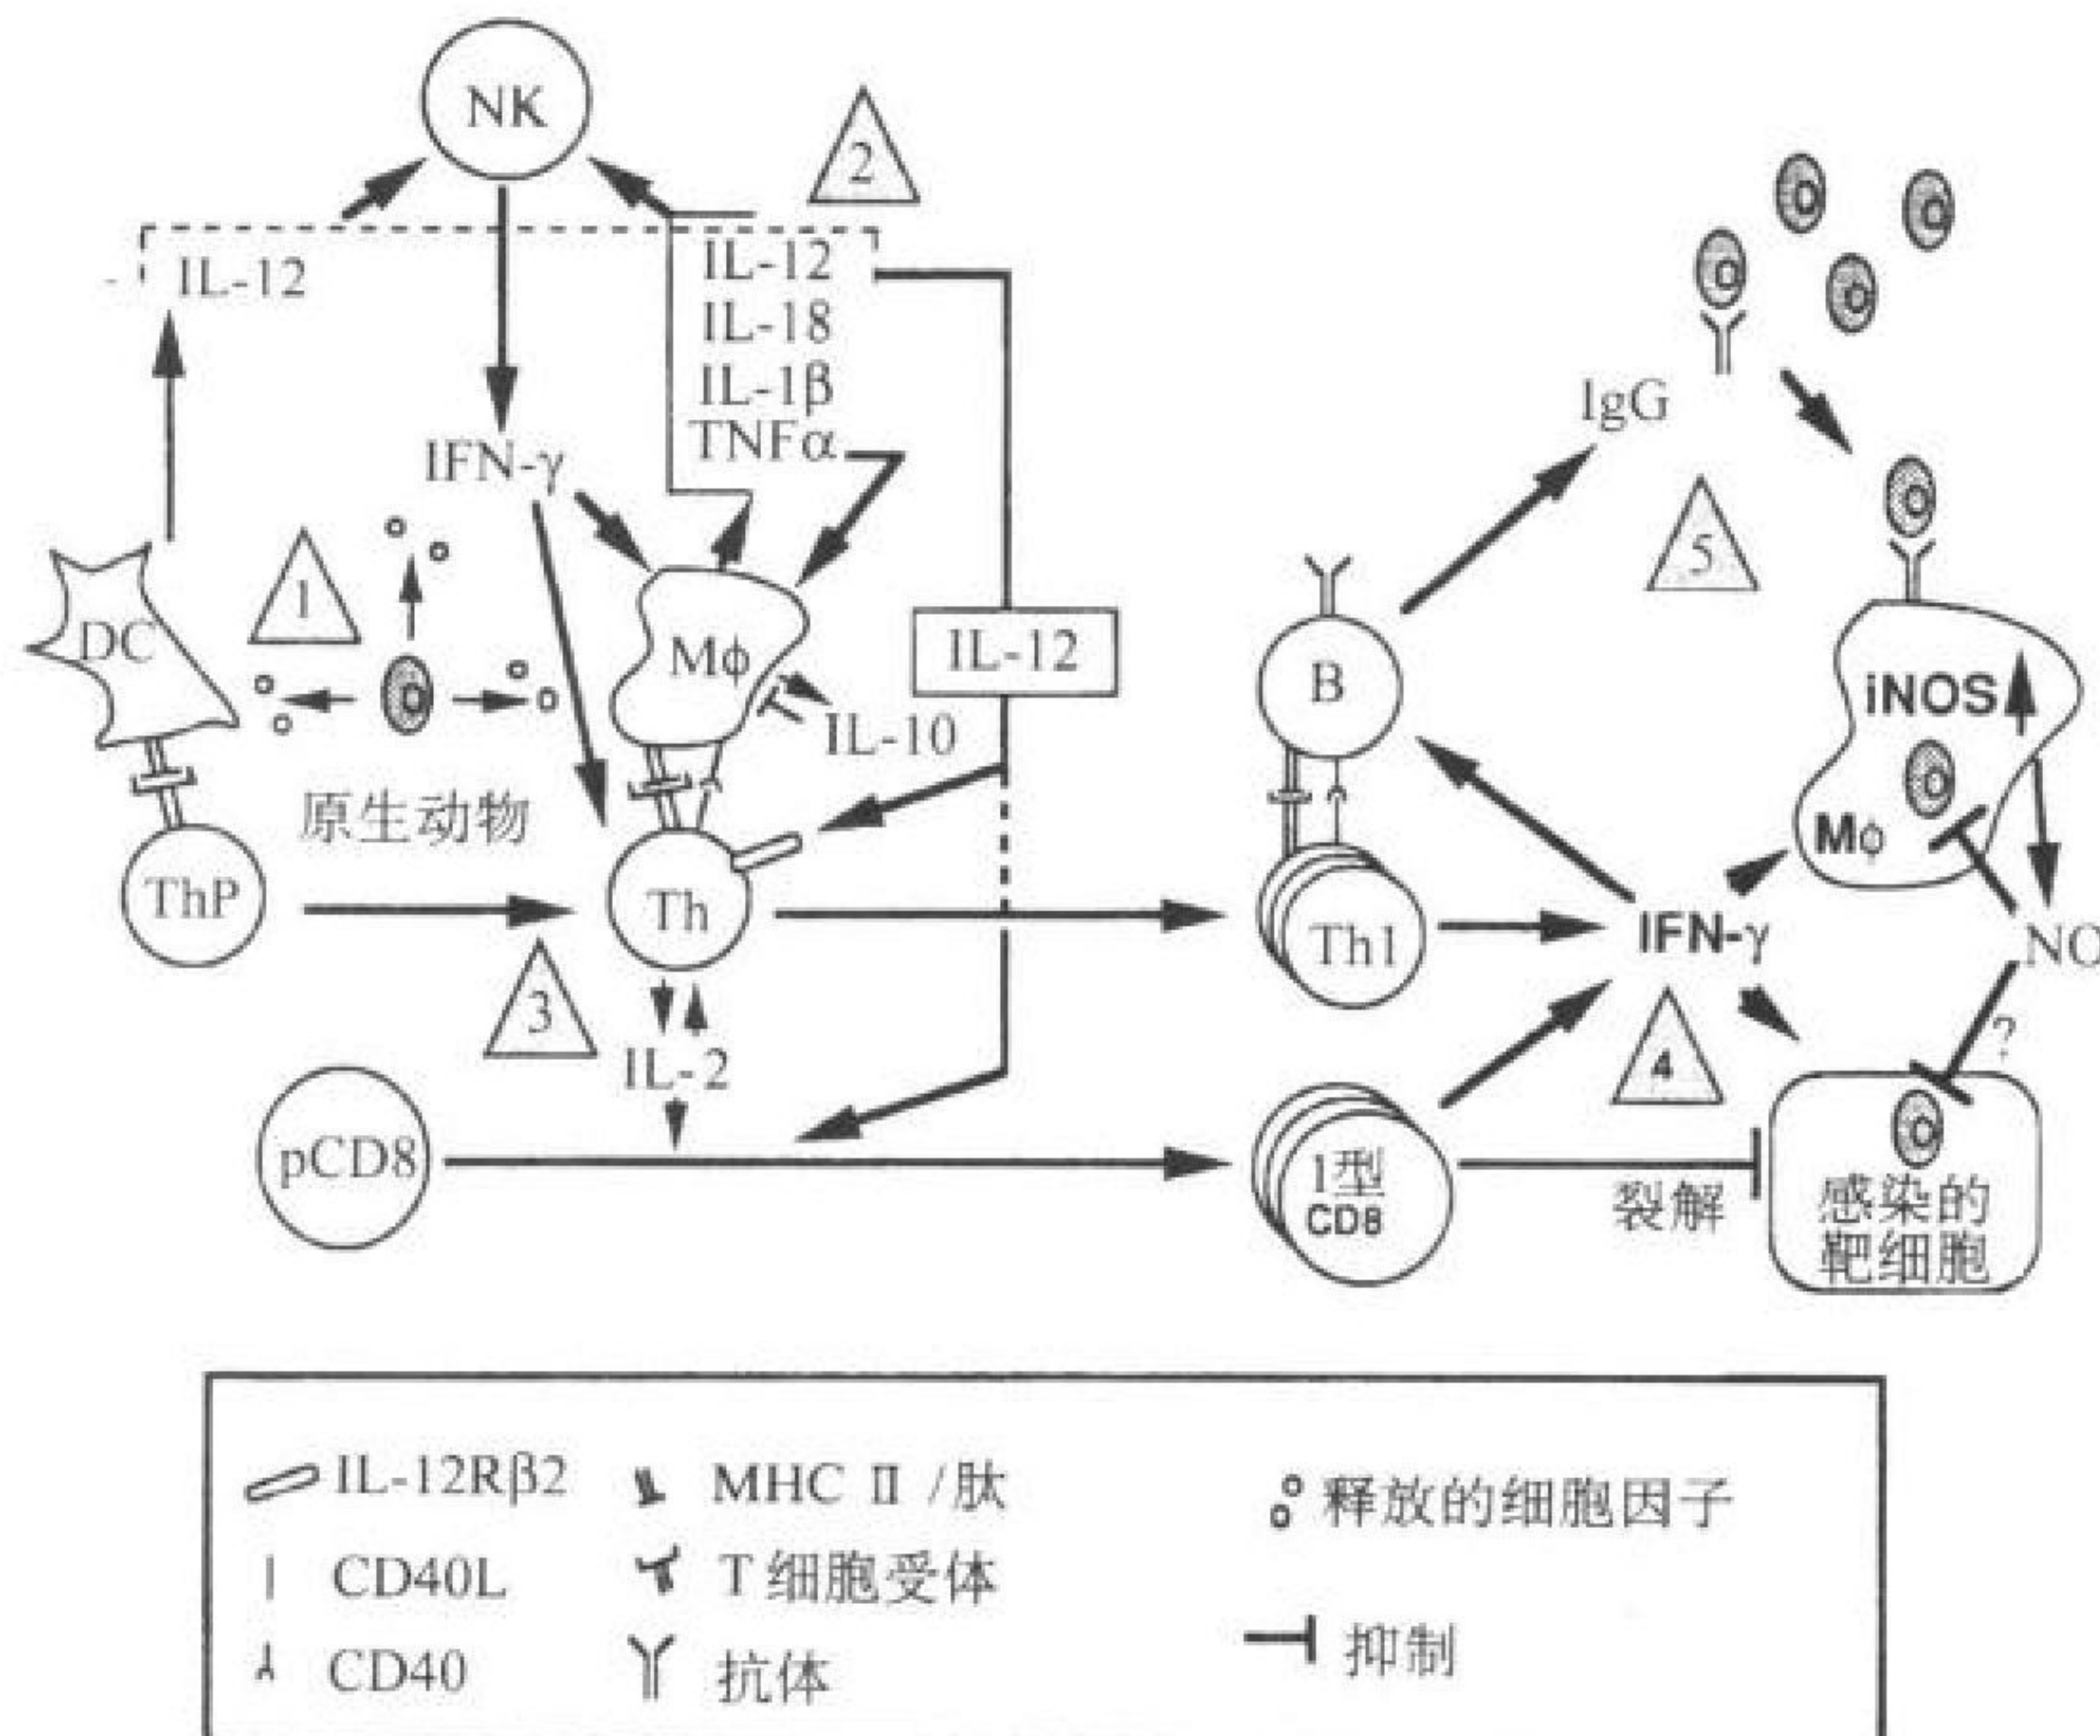 NK
2
IL-12
IL-12
IL-18
IL-1β
TNFα
IgG
IFN-γ
5
1
DC
Mφ
IL-12
B
iNOS
IL-10
原生动物
Mφ
ThP
Th
Th1
IFN-γ
NO
3
?
IL-2
4
pCD8
1型
CD8
裂解
感染的
靶细胞
IL-12Rβ2
MHC Ⅱ /肽
释放的细胞因子
CD40L
T 细胞受体
CD40
抗体
抑制